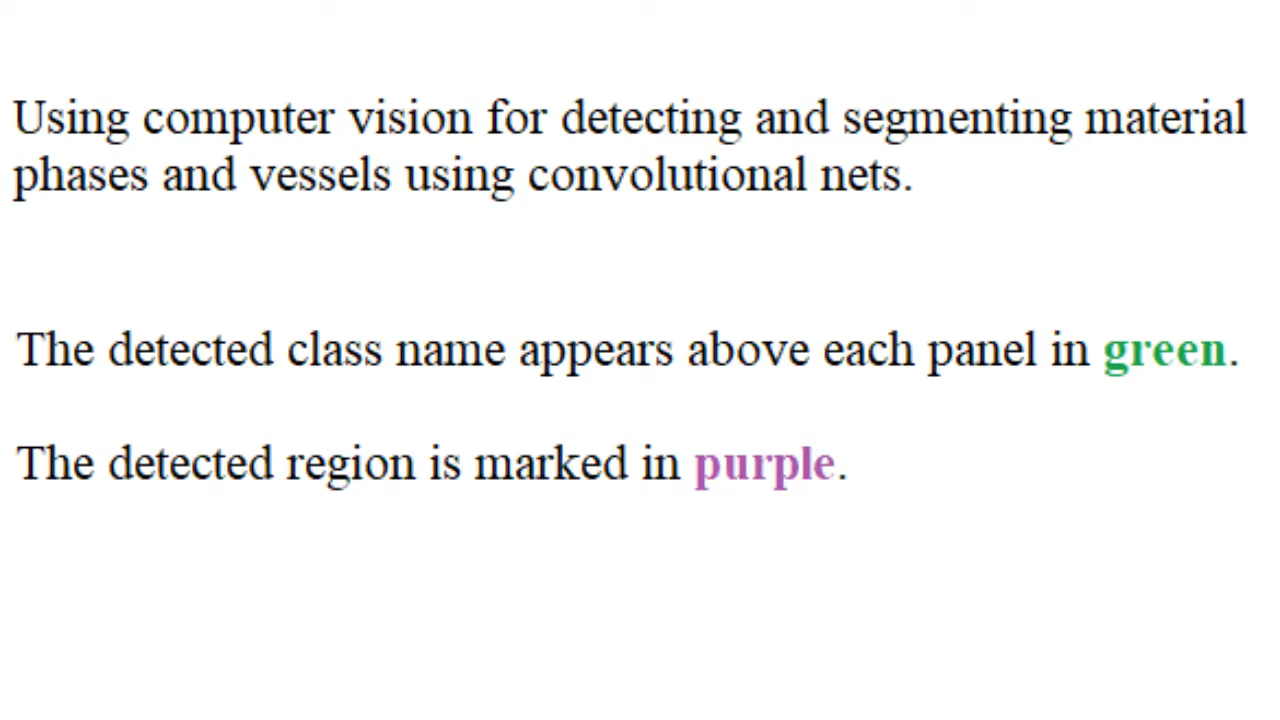 Using computer vision for detecting and segmenting material
phases and vessels using convolutional nets.
The detected class name appears above each panel in green.
The detected region is marked in purple.